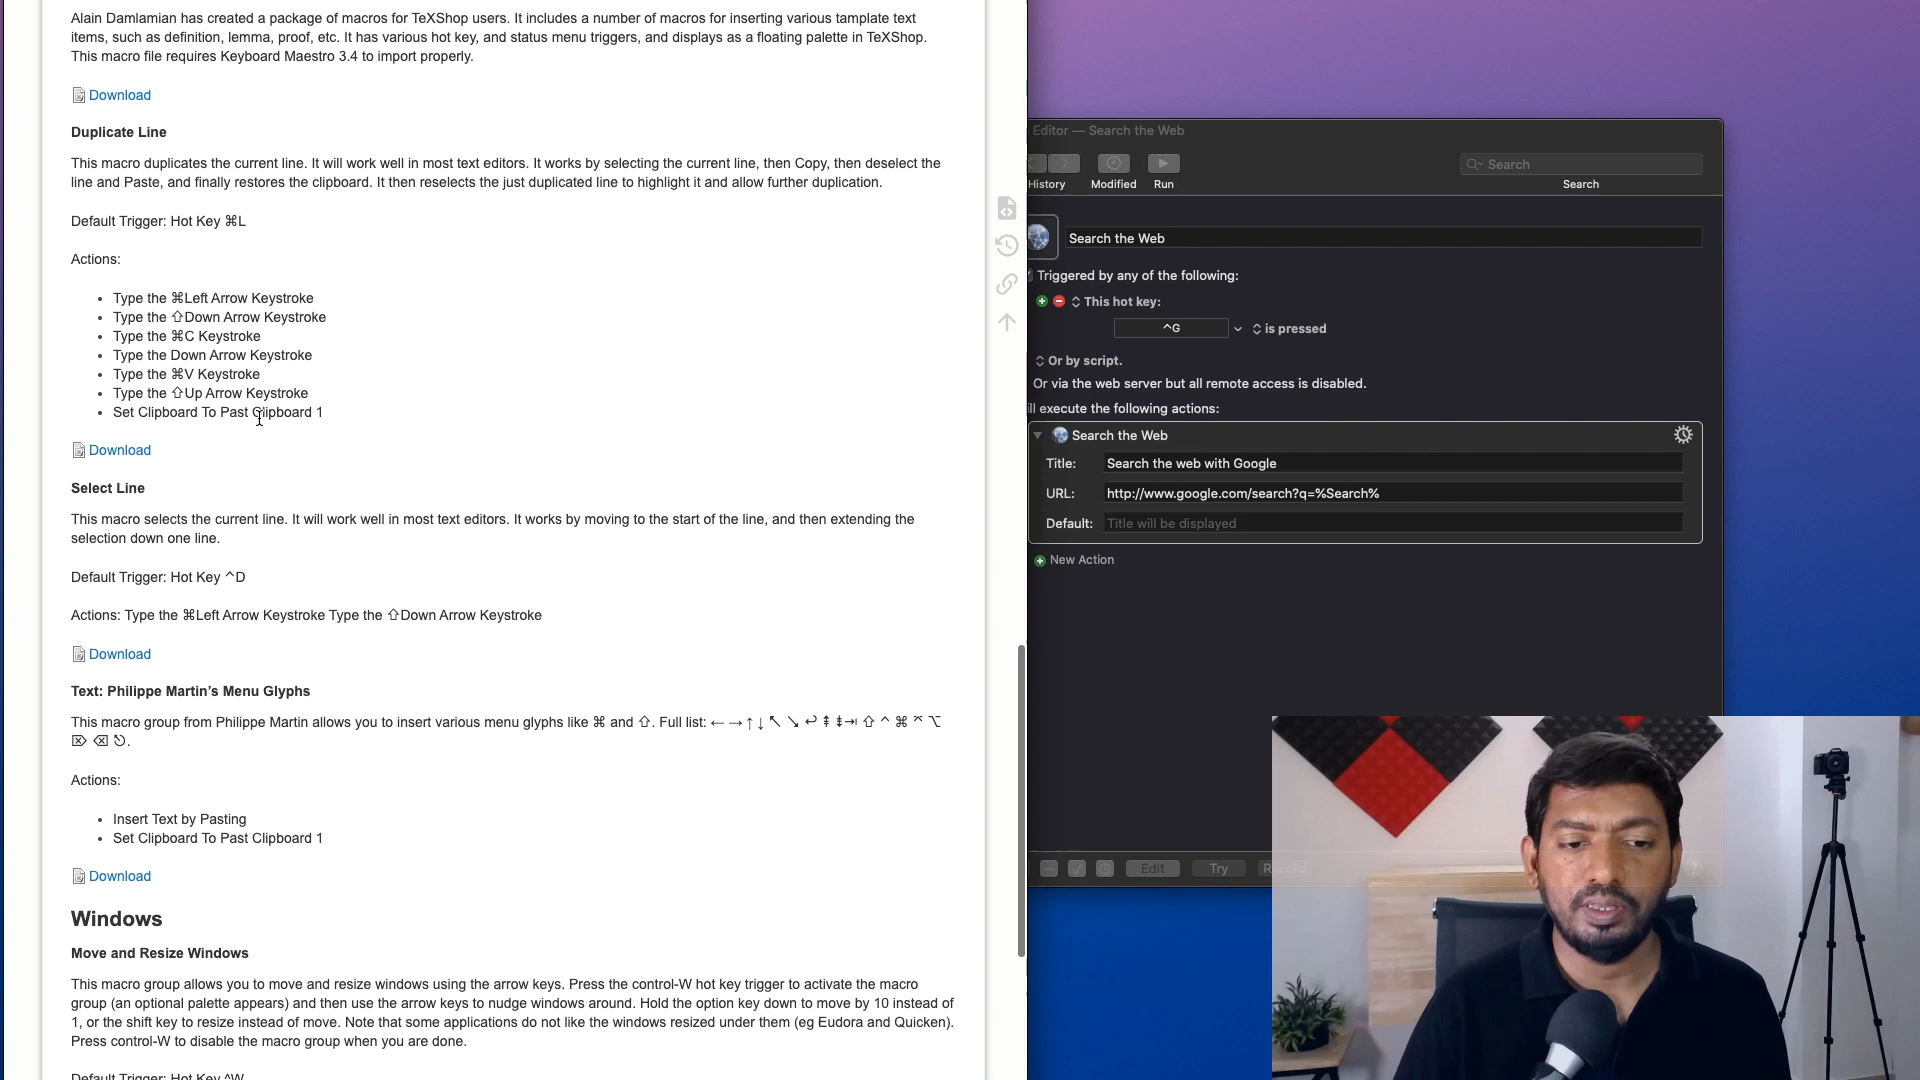 Alain Damlamian has created a package of macros for TeXShop users. It includes a number of macros for inserting various tamplate text
items, such as definition, lemma, proof, etc. It has various hot key, and status menu triggers, and displays as a floating palette in TeXShop.
This macro file requires Keyboard Maestro 3.4 to import properly.
Download
Duplicate Line
This macro duplicates the current line. It will work well in most text editors. It works by selecting the current line, then Copy, then deselect the
line and Paste, and finally restores the clipboard. It then reselects the just duplicated line to highlight it and allow further duplication.
Default Trigger: Hot Key ⌘L
Actions:
• Type the ⌘Left Arrow Keystroke
• Type the ⇧Down Arrow Keystroke
• Type the ⌘C Keystroke
• Type the Down Arrow Keystroke
• Type the ⌘V Keystroke
• Type the ⇧Up Arrow Keystroke
• Set Clipboard To Past Clipboard 1
Download
Select Line
This macro selects the current line. It will work well in most text editors. It works by moving to the start of the line, and then extending the
selection down one line.
Default Trigger: Hot Key ^D
Actions: Type the ⌘Left Arrow Keystroke Type the ⇧Down Arrow Keystroke
Download
Text: Philippe Martin’s Menu Glyphs
This macro group from Philippe Martin allows you to insert various menu glyphs like ⌘ and ⇧. Full list: ←→↑↓↖ ↘ ↩ ⇞ ⇟⇥ ⇧ ^ ⌘ ⌤ ⌥
⌦ ⌫ ⎋.
Actions:
• Insert Text by Pasting
• Set Clipboard To Past Clipboard 1
Download
Windows
Move and Resize Windows
This macro group allows you to move and resize windows using the arrow keys. Press the control-W hot key trigger to activate the macro
group (an optional palette appears) and then use the arrow keys to nudge windows around. Hold the option key down to move by 10 instead of
1, or the shift key to resize instead of move. Note that some applications do not like the windows resized under them (eg Eudora and Quicken).
Press control-W to disable the macro group when you are done.
Default Trigger: Hot Key ^W
Editor — Search the Web
History Modified Run
Search
Search
Search the Web
Triggered by any of the following:
This hot key:
^G
is pressed
Or by script.
Or via the web server but all remote access is disabled.
ill execute the following actions:
Search the Web
Title: Search the web with Google
URL: http://www.google.com/search?q=%Search%
Default: Title will be displayed
New Action
Edit Try Record ?